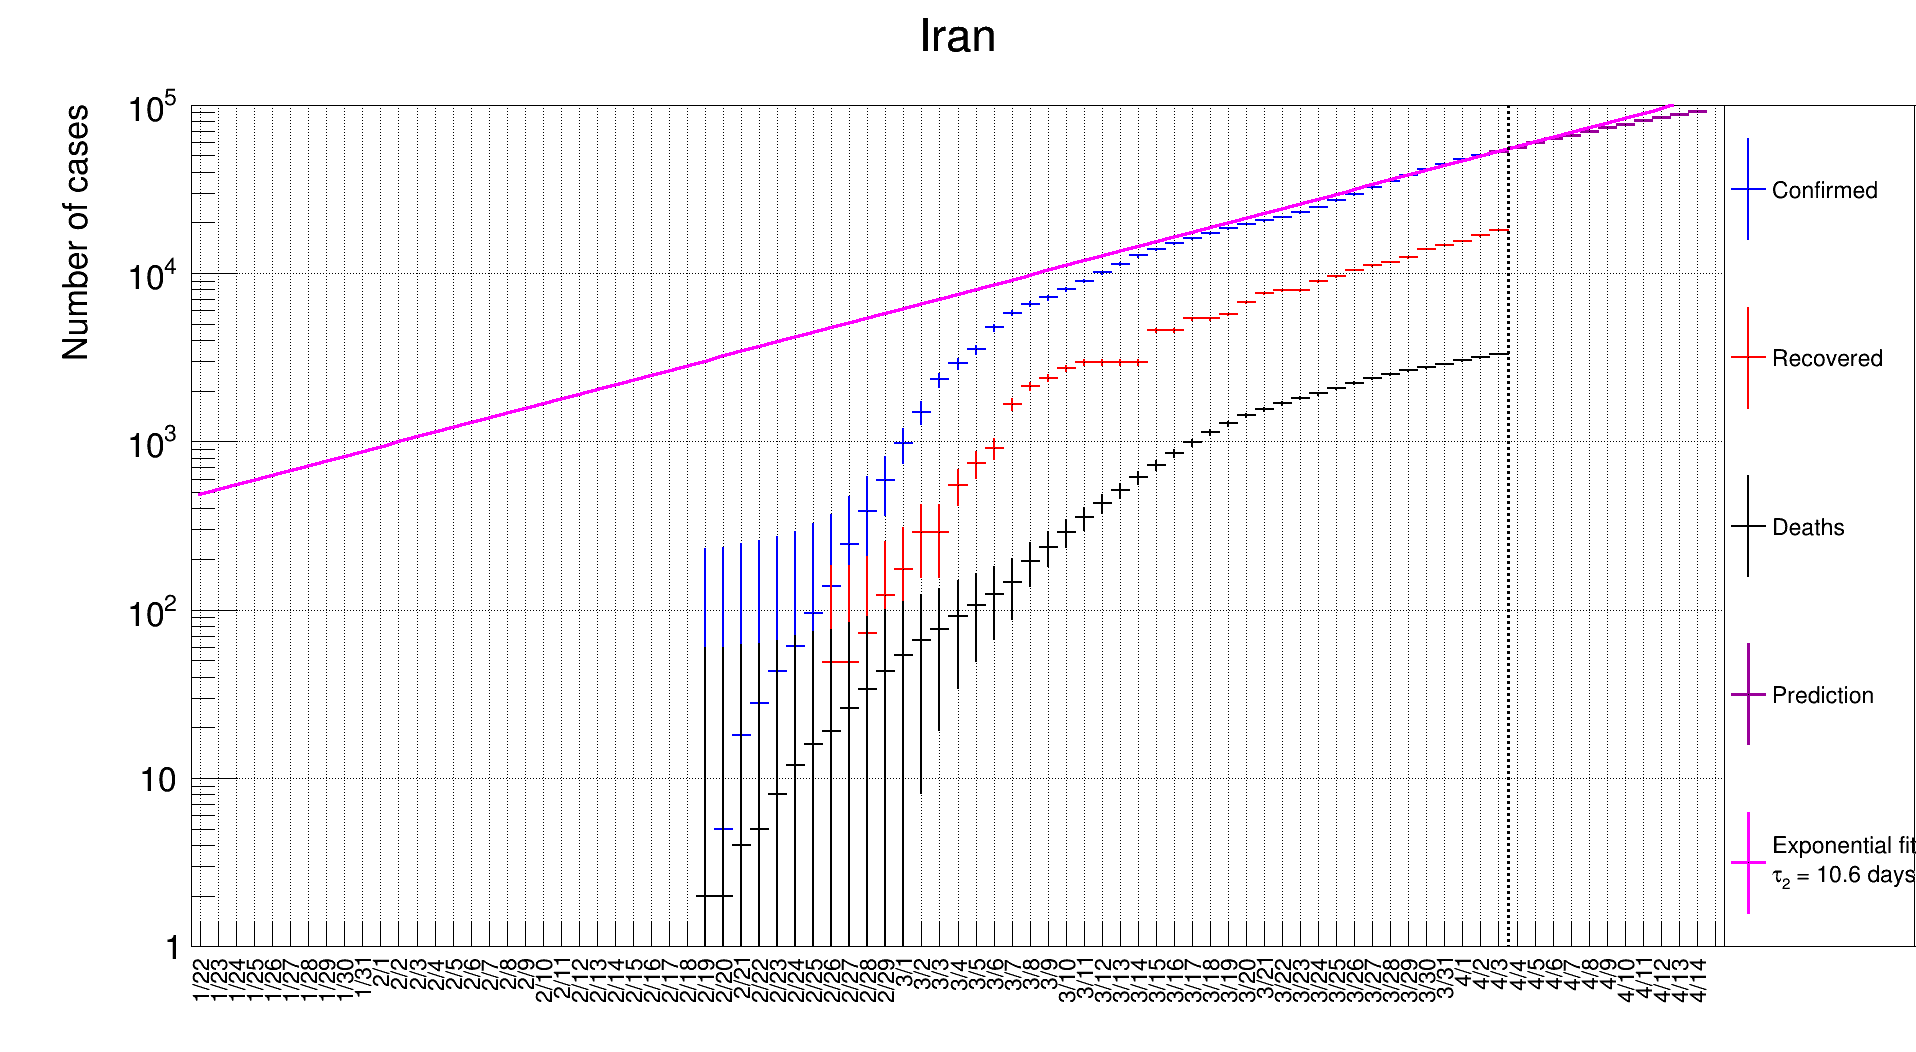 Iran
Number of cases
10^5
10^4
10^3
10^2
10
1
1/22 1/23 1/24 1/25 1/26 1/27 1/28 1/29 1/30 1/31 2/1 2/2 2/3 2/4 2/5 2/6 2/7 2/8 2/9 2/10 2/11 2/12 2/13 2/14 2/15 2/16 2/17 2/18 2/19 2/20 2/21 2/22 2/23 2/24 2/25 2/26 2/27 2/28 2/29 3/1 3/2 3/3 3/4 3/5 3/6 3/7 3/8 3/9 3/10 3/11 3/12 3/13 3/14 3/15 3/16 3/17 3/18 3/19 3/20 3/21 3/22 3/23 3/24 3/25 3/26 3/27 3/28 3/29 3/30 3/31 4/1 4/2 4/3 4/4 4/5 4/6 4/7 4/8 4/9 4/10 4/11 4/12 4/13 4/14
Confirmed
Recovered
Deaths
Prediction
Exponential fit
τ₂ = 10.6 days